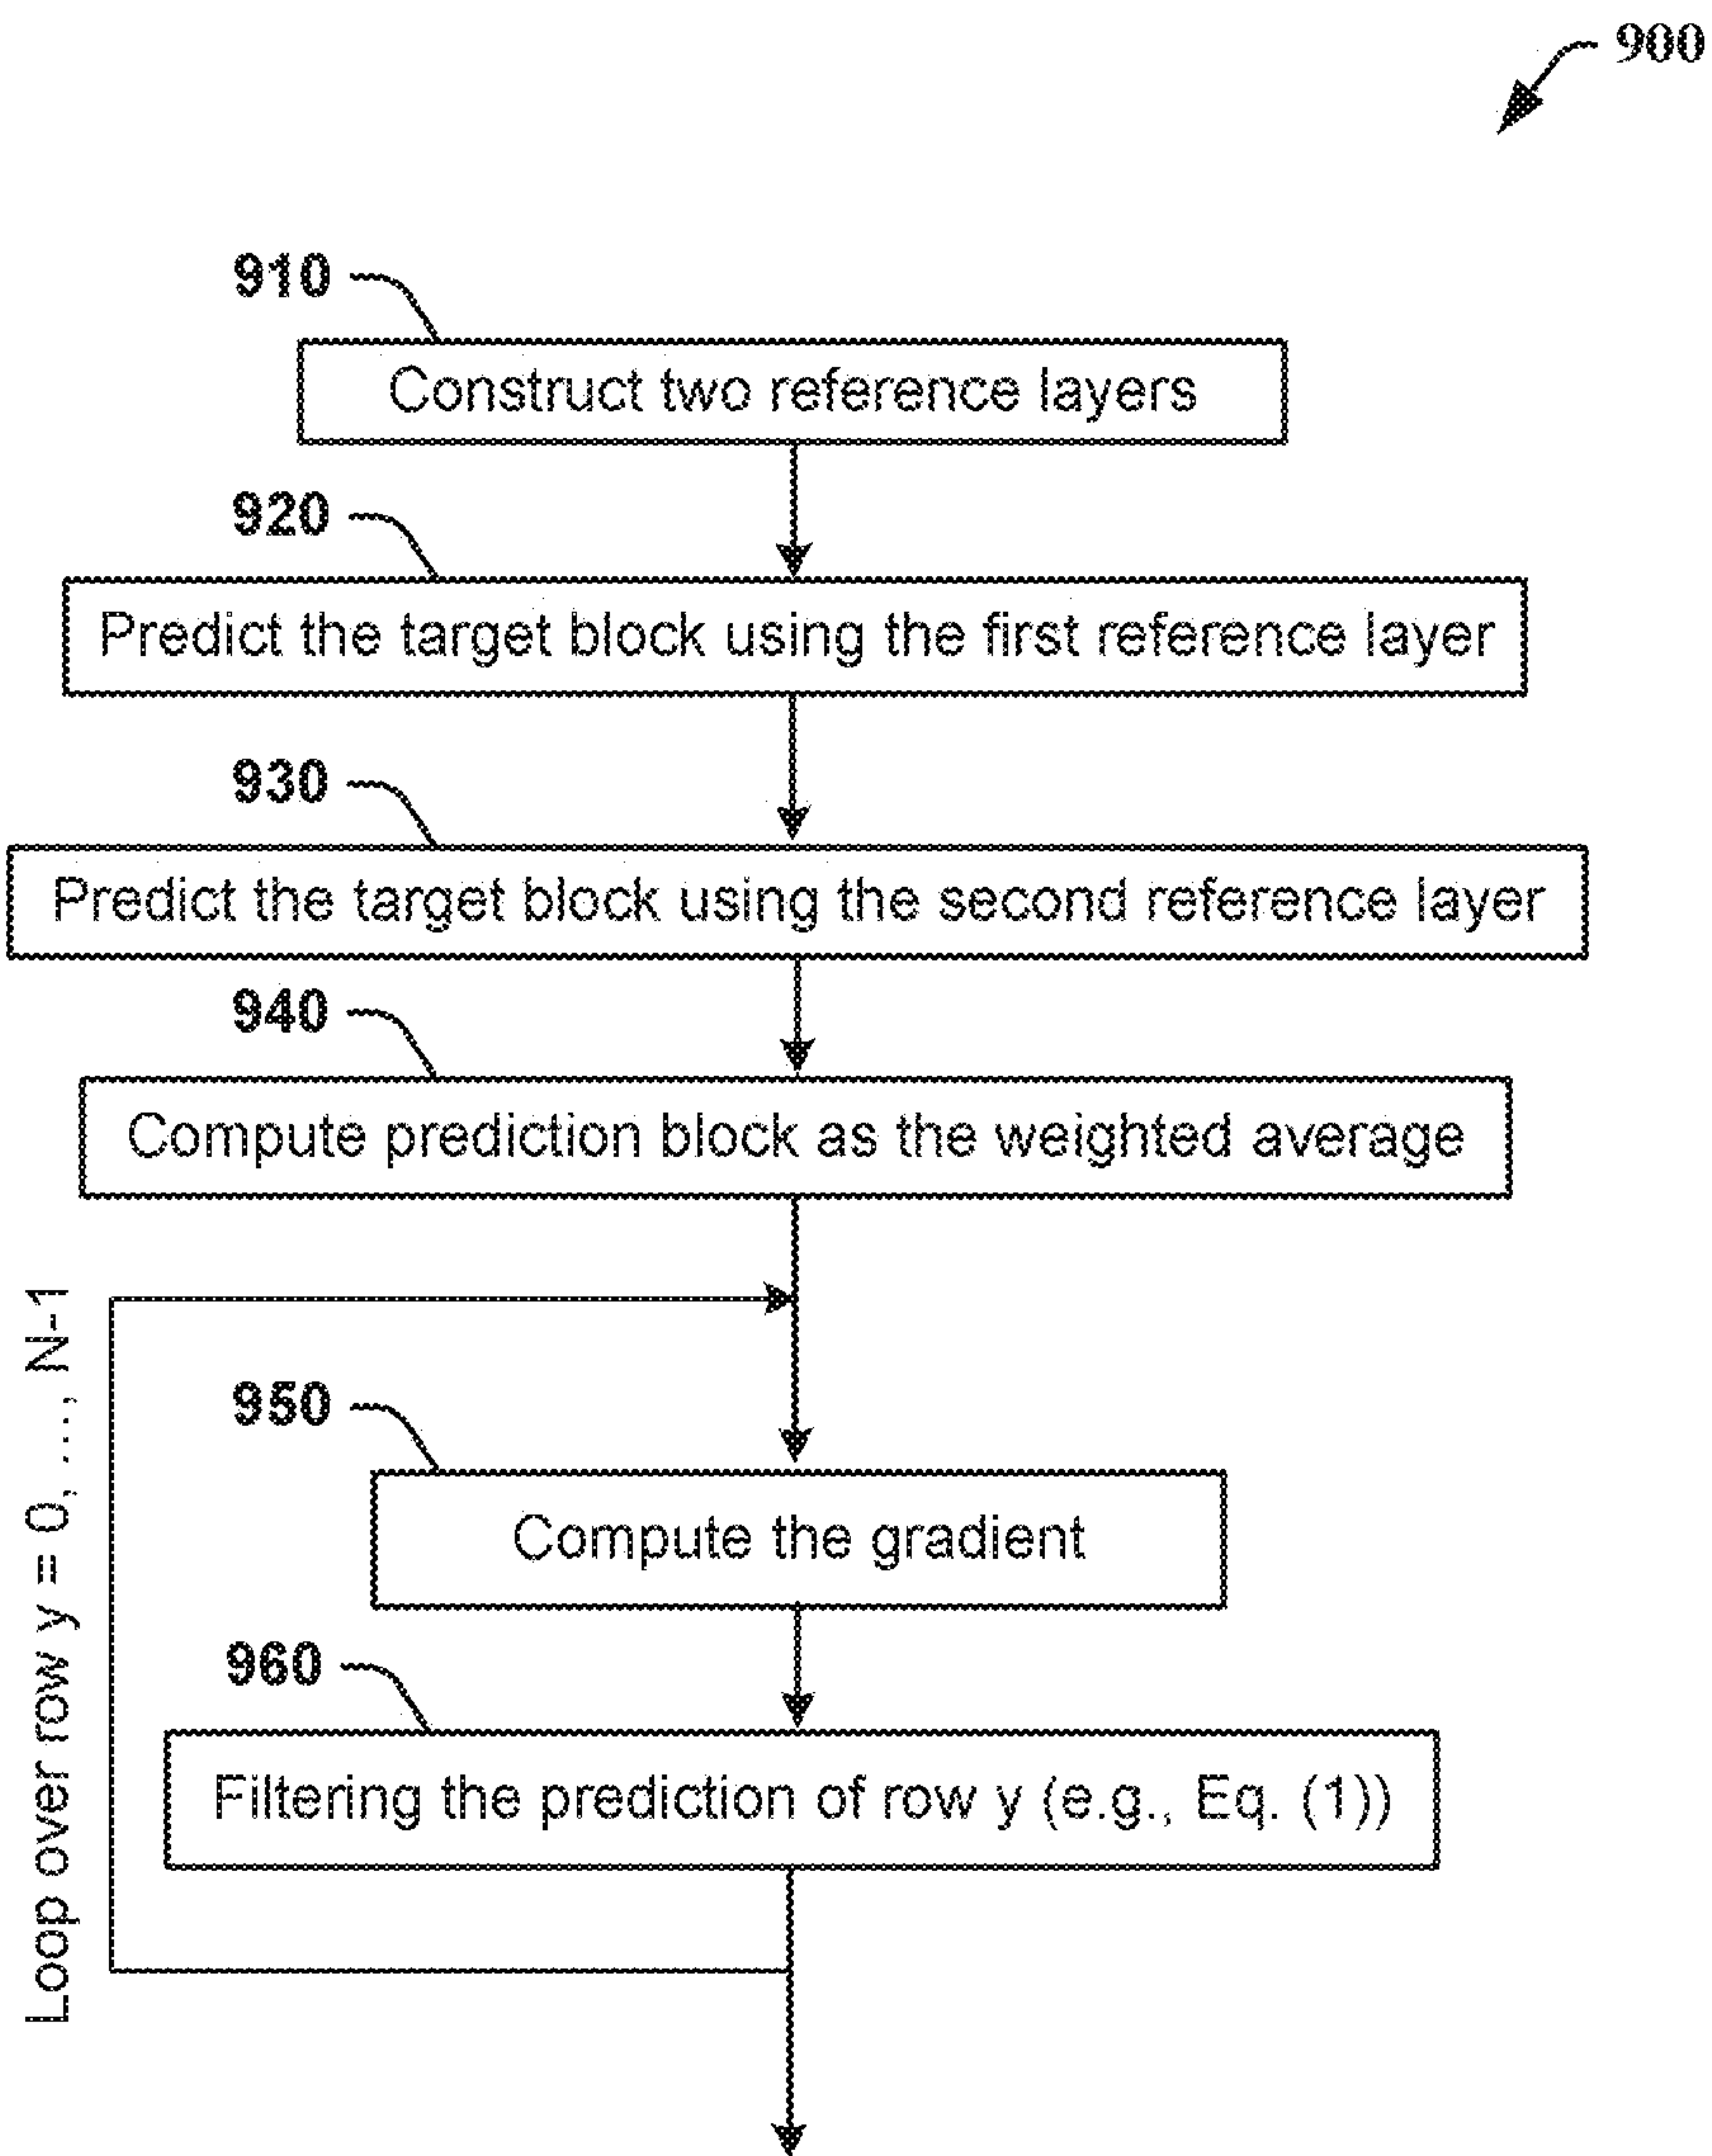 900
910
Construct two reference layers
920
Predict the target block using the first reference layer
930
Predict the target block using the second reference layer
940
Compute prediction block as the weighted average
Loop over row y = 0, ..., N-1
950
Compute the gradient
960
Filtering the prediction of row y (e.g., Eq. (1))